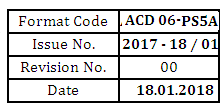 Format Code .ACD 06-PS5A
Issue No. 2017 - 18 / 01
Revision No. 00
Date 18.01.2018